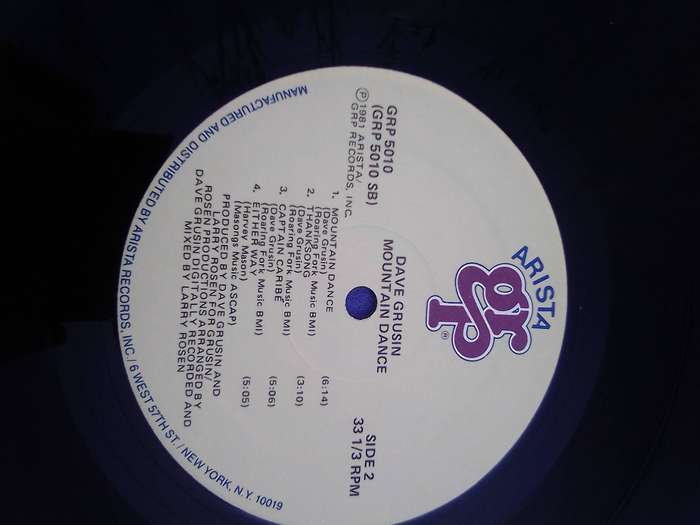 ARISTA
grp®
DAVE GRUSIN
MOUNTAIN DANCE
GRP 5010
(GRP 5010 SB)
℗1981 ARISTA/
GRP RECORDS, INC.
SIDE 2
33 1/3 RPM
1. MOUNTAIN DANCE
(Dave Grusin)
(Roaring Fork Music BMI) (6:14)
2. THANKSONG
(Dave Grusin)
(Roaring Fork Music BMI) (3:10)
3. CAPTAIN CARIBE
(Dave Grusin)
(Roaring Fork Music BMI) (5:06)
4. EITHER WAY
(Harvey Mason)
(Masongs Music ASCAP) (5:05)
PRODUCED BY DAVE GRUSIN AND
LARRY ROSEN FOR GRUSIN/
ROSEN PRODUCTIONS ARRANGED BY
DAVE GRUSIN DIGITALLY RECORDED AND
MIXED BY LARRY ROSEN
MANUFACTURED AND DISTRIBUTED BY ARISTA RECORDS, INC./6 WEST 57TH ST./NEW YORK, N.Y. 10019